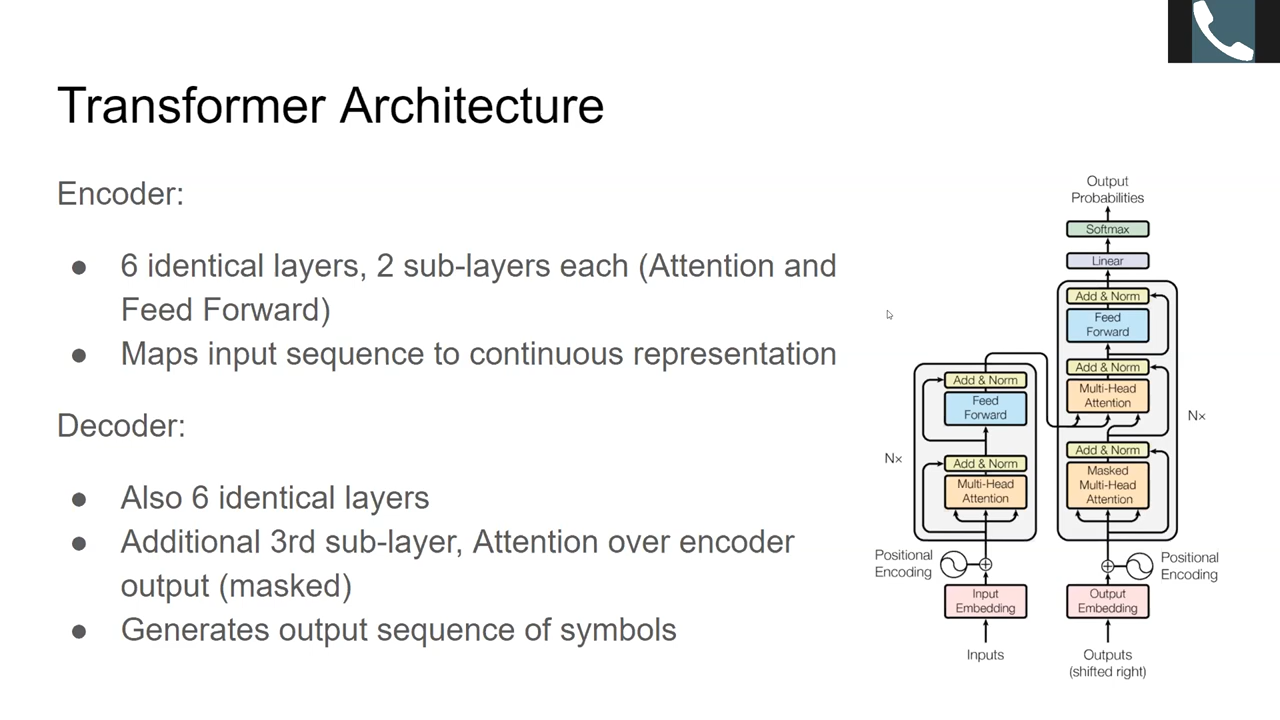 Transformer Architecture
Encoder:
● 6 identical layers, 2 sub-layers each (Attention and
Feed Forward)
● Maps input sequence to continuous representation
Decoder:
● Also 6 identical layers
● Additional 3rd sub-layer, Attention over encoder
output (masked)
● Generates output sequence of symbols
Output
Probabilities
Softmax
Linear
Add & Norm
Feed
Forward
Add & Norm
Multi-Head
Attention
Nx
Add & Norm
Masked
Multi-Head
Attention
Positional
Encoding
Output
Embedding
Outputs
(shifted right)
Add & Norm
Feed
Forward
Nx
Add & Norm
Multi-Head
Attention
Positional
Encoding
Input
Embedding
Inputs